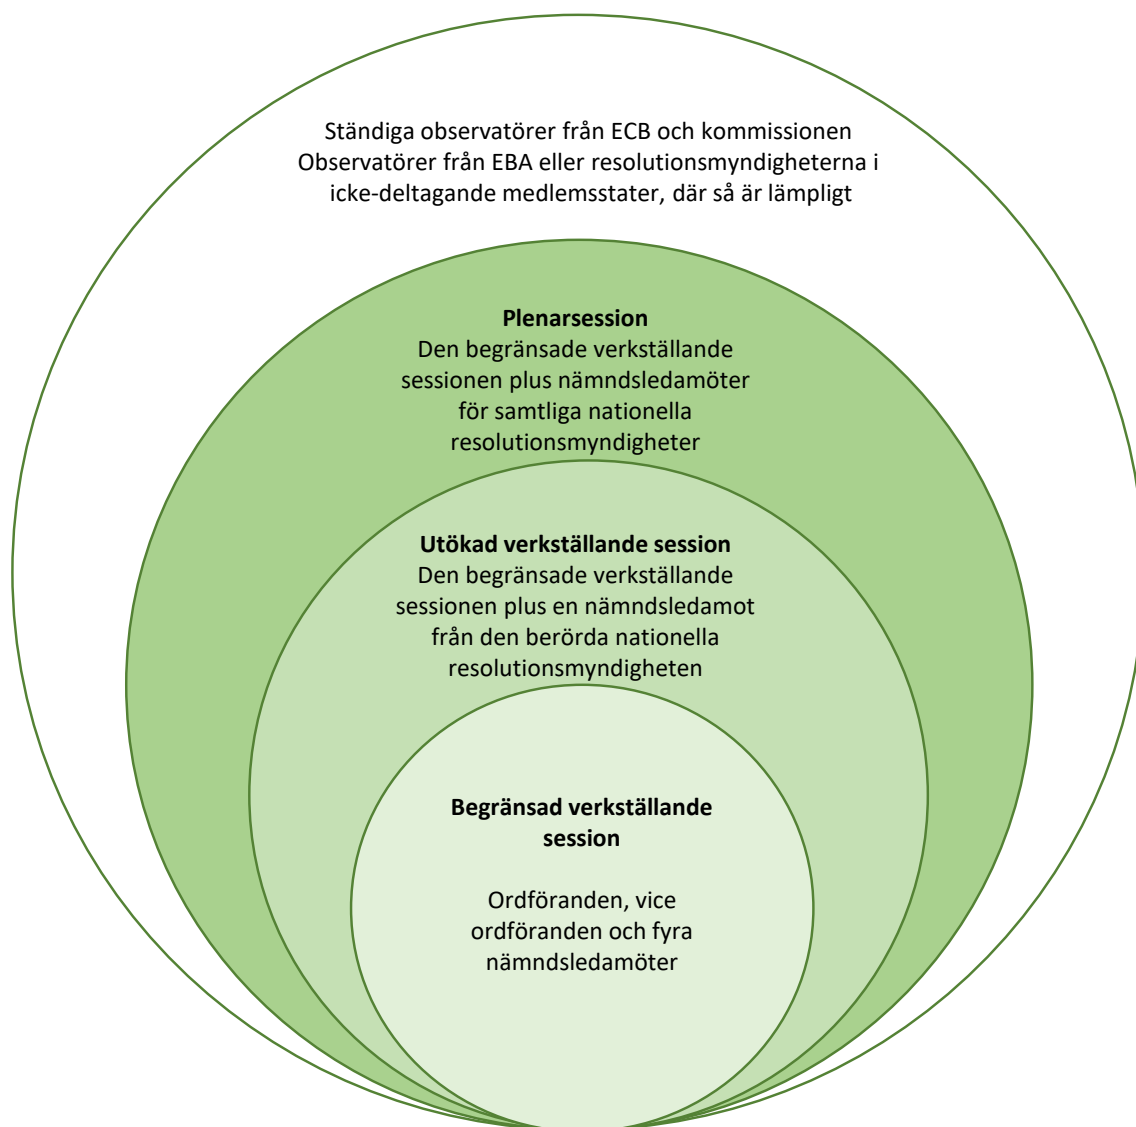 Ständiga observatörer från ECB och kommissionen
Observatörer från EBA eller resolutionsmyndigheterna i
icke-deltagande medlemsstater, där så är lämpligt
Plenarsession
Den begränsade verkställande
sessionen plus nämndsledamöter
för samtliga nationella
resolutionsmyndigheter
Utökad verkställande session
Den begränsade verkställande
sessionen plus en nämndsledamot
från den berörda nationella
resolutionsmyndigheten
Begränsad verkställande
session
Ordföranden, vice
ordföranden och fyra
nämndsledamöter